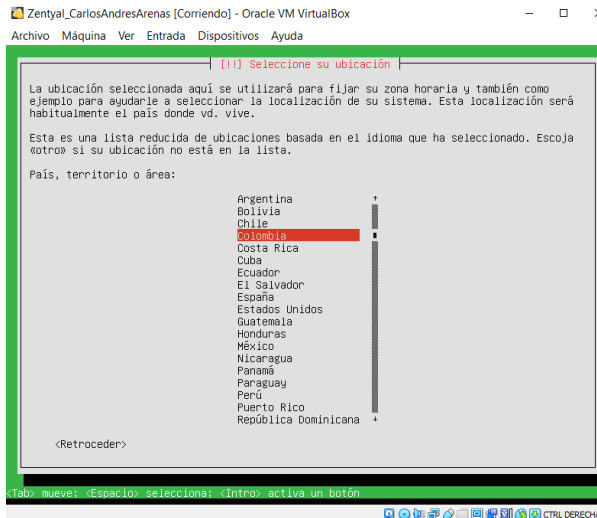 Zentyal_CarlosAndresArenas [Corriendo] - Oracle VM VirtualBox
Archivo Máquina Ver Entrada Dispositivos Ayuda
[!!] Seleccione su ubicación
La ubicación seleccionada aquí se utilizará para fijar su zona horaria y también como
ejemplo para ayudarle a seleccionar la localización de su sistema. Esta localización será
habitualmente el país donde vd. vive.
Esta es una lista reducida de ubicaciones basada en el idioma que ha seleccionado. Escoja
«otro» si su ubicación no está en la lista.
País, territorio o área:
Argentina
Bolivia
Chile
Colombia
Costa Rica
Cuba
Ecuador
El Salvador
España
Estados Unidos
Guatemala
Honduras
México
Nicaragua
Panamá
Paraguay
Perú
Puerto Rico
República Dominicana
<Retroceder>
<Tab> mueve; <Espacio> selecciona; <Intro> activa un botón
CTRL DERECHA